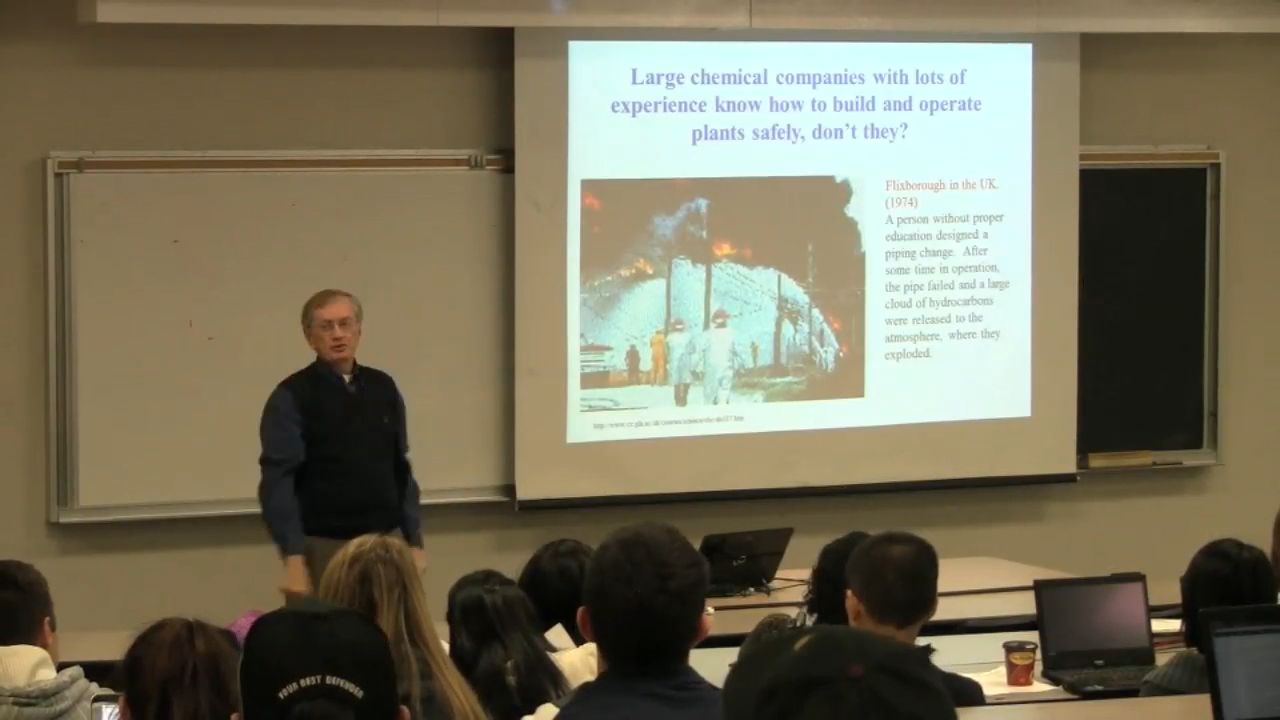 Large chemical companies with lots of
experience know how to build and operate
plants safely, don't they?
Flixborough in the UK.
(1974)
A person without proper
education designed a
piping change. After
some time in operation,
the pipe failed and a large
cloud of hydrocarbons
were released to the
atmosphere, where they
exploded.
YOUR BEST DEFENDER